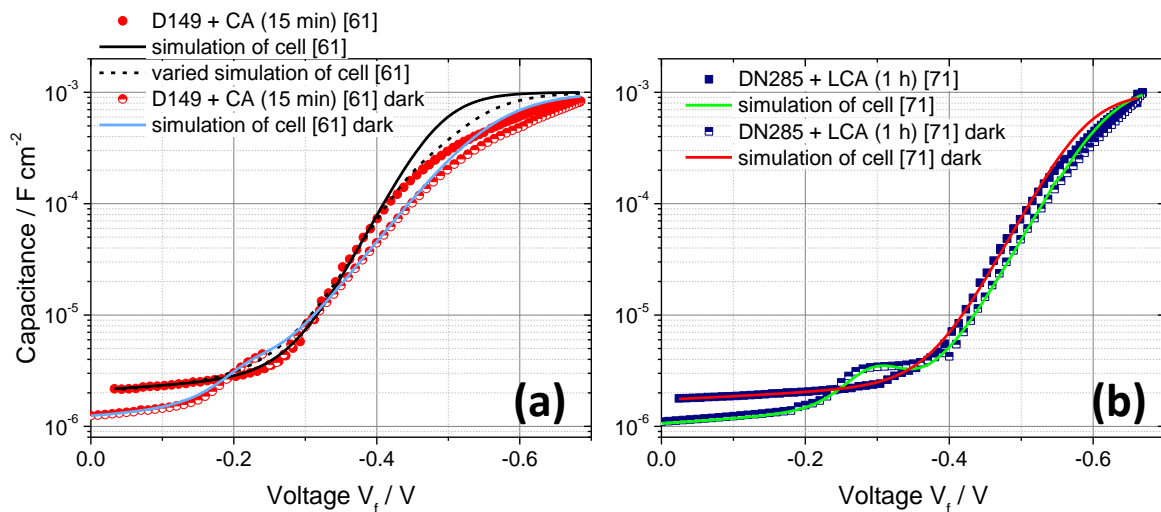 D149 + CA (15 min) [61]
simulation of cell [61]
varied simulation of cell [61]
D149 + CA (15 min) [61] dark
simulation of cell [61] dark
10⁻³
10⁻⁴
10⁻⁵
10⁻⁶
Capacitance / F cm⁻²
0.0
-0.2
-0.4
-0.6
Voltage V_f / V
(a)
DN285 + LCA (1 h) [71]
simulation of cell [71]
DN285 + LCA (1 h) [71] dark
simulation of cell [71] dark
10⁻³
10⁻⁴
10⁻⁵
10⁻⁶
0.0
-0.2
-0.4
-0.6
Voltage V_f / V
(b)